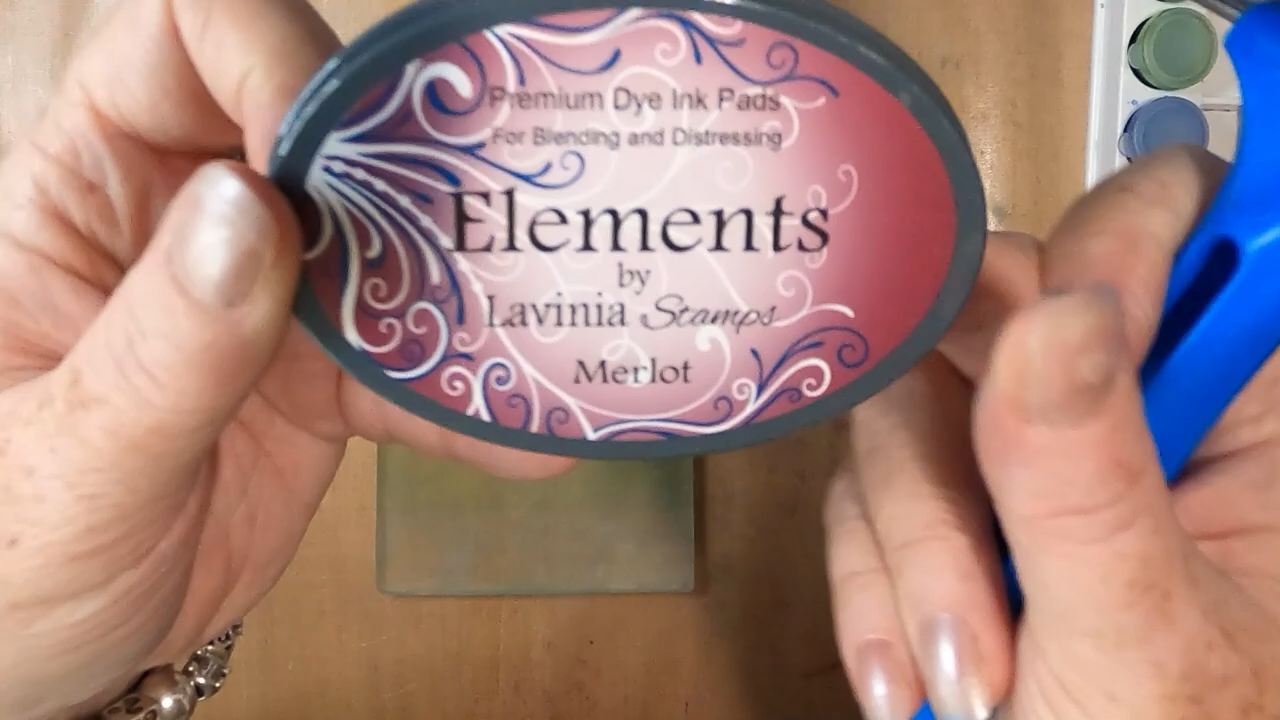 Premium Dye Ink Pads
For Blending and Distressing
Elements
by
Lavinia Stamps
Merlot